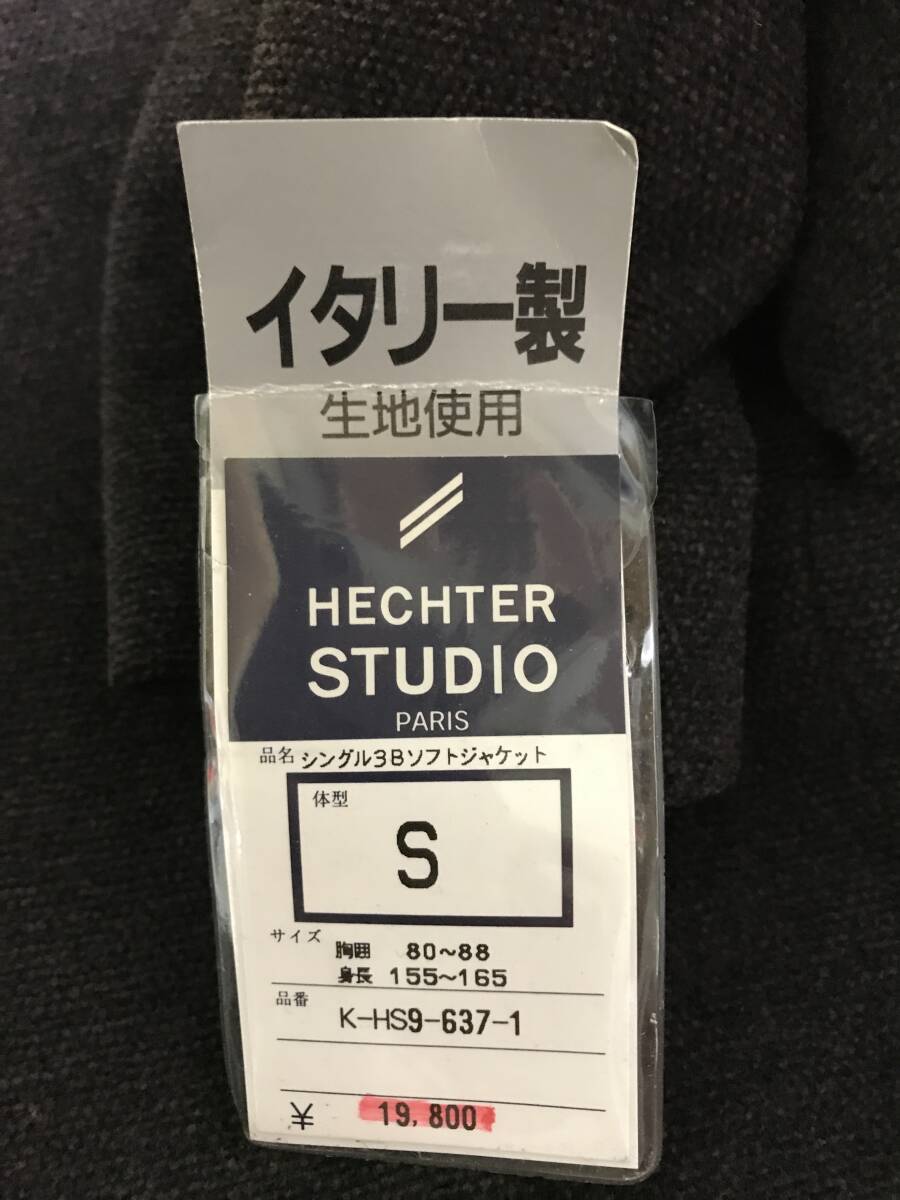 イタリー製
生地使用
HECHTER
STUDIO
PARIS
品名 シングル3Bソフトジャケット
体型
S
サイズ 胸囲 80~88
身長 155~165
品番 K-HS9-637-1
¥ 19,800